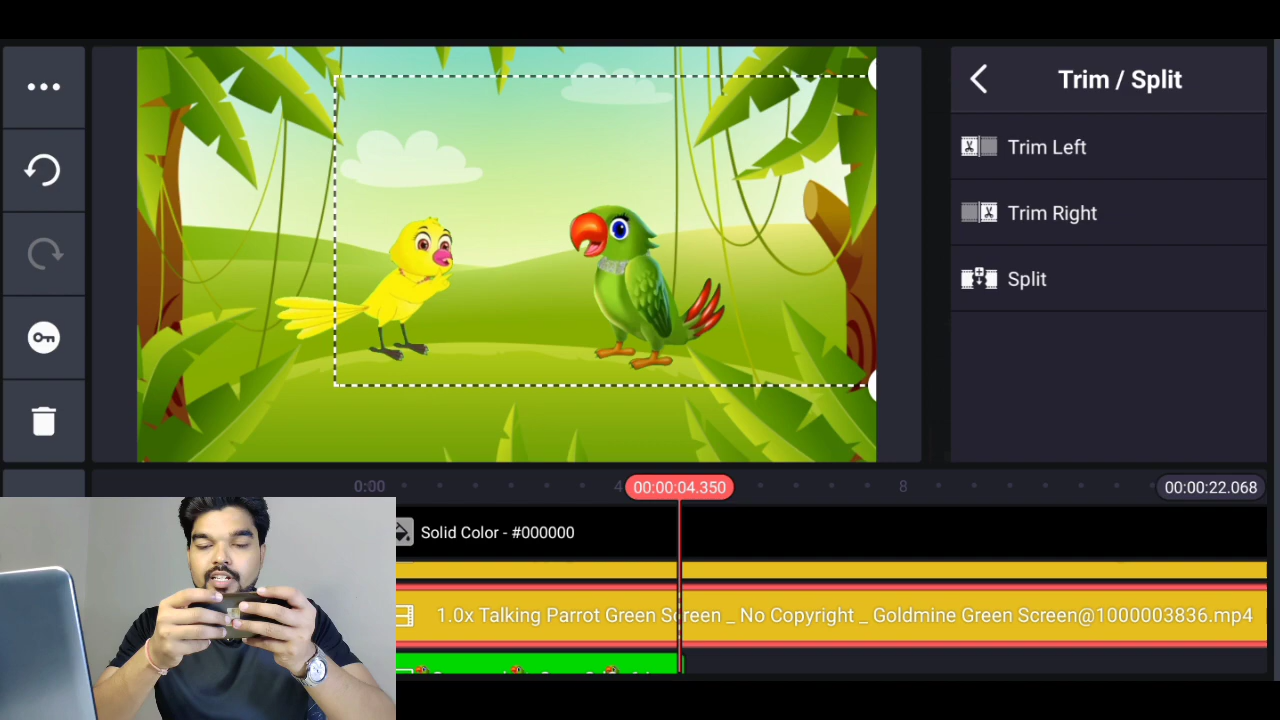 Trim / Split
Trim Left
Trim Right
Split
0:00
4
00:00:04.350
8
00:00:22.068
Solid Color - #000000
1.0x Talking Parrot Green Screen _ No Copyright _ Goldmine Green Screen@1000003836.mp4